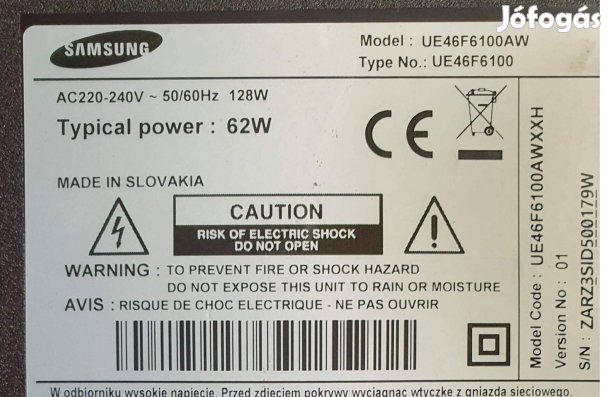 Jófogás
SAMSUNG
Model : UE46F6100AW
Type No.: UE46F6100
AC220-240V ~ 50/60Hz 128W
Typical power : 62W
CE
MADE IN SLOVAKIA
CAUTION
RISK OF ELECTRIC SHOCK
DO NOT OPEN
WARNING : TO PREVENT FIRE OR SHOCK HAZARD
DO NOT EXPOSE THIS UNIT TO RAIN OR MOISTURE
AVIS : RISQUE DE CHOC ELECTRIQUE - NE PAS OUVRIR
Model Code : UE46F6100AWXXH
Version No : 01
S/N : ZARZ3SID500179W
W odbiorniku wysokie napięcie. Przed zdjęciem pokrywy wyciągnąć wtyczkę z gniazda sieciowego.